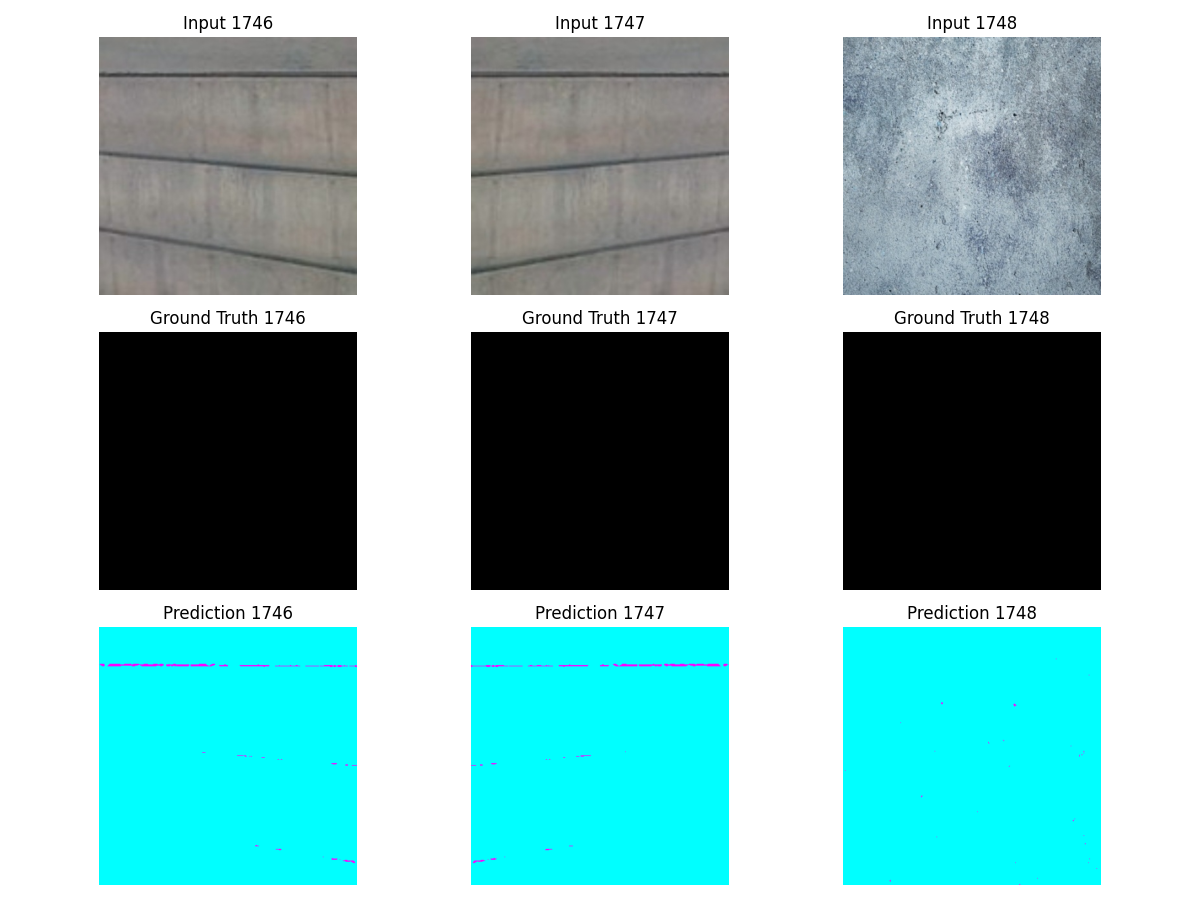 Input 1746
Input 1747
Input 1748
Ground Truth 1746
Ground Truth 1747
Ground Truth 1748
Prediction 1746
Prediction 1747
Prediction 1748